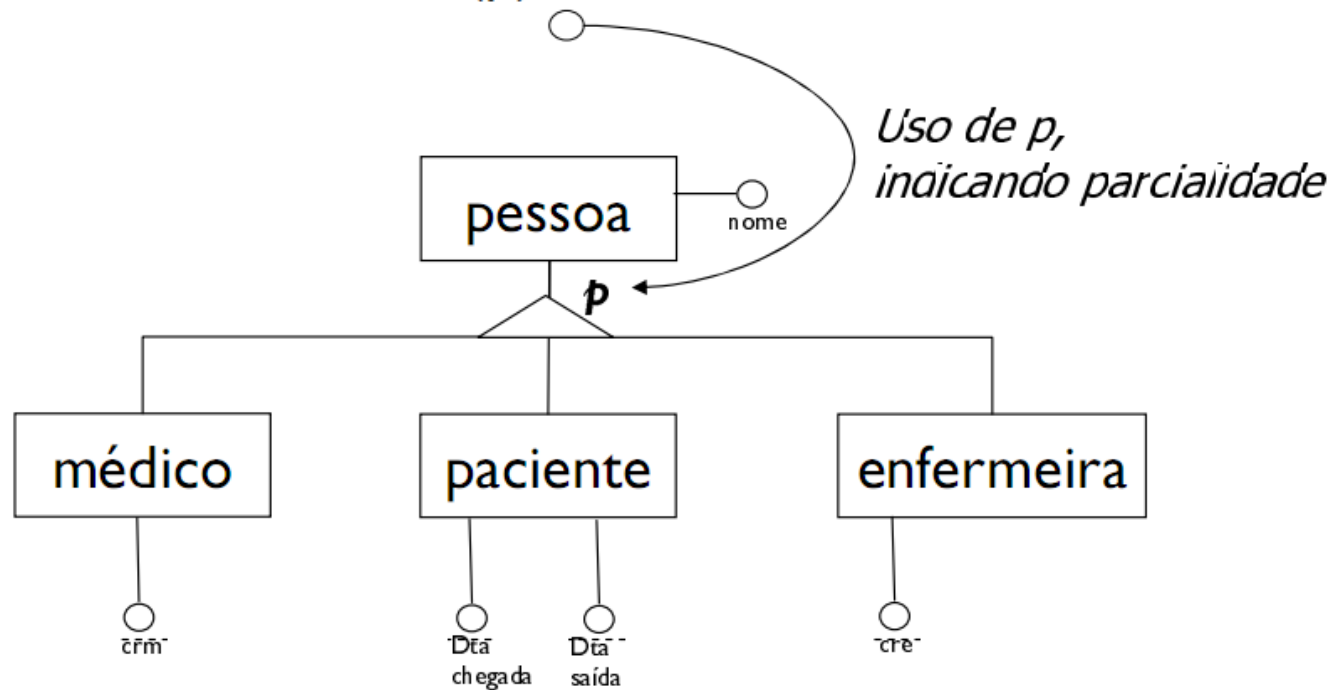 Uso de p,
indicando parcialidade
pessoa
nome
p
médico
paciente
enfermeira
crm
Dta
chegada
Dta
saída
cre